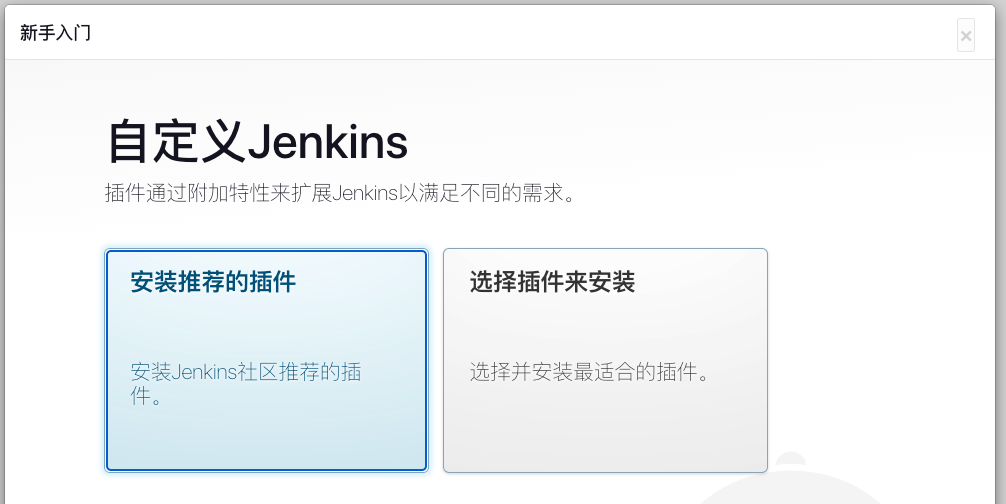 新手入门
×
自定义Jenkins
插件通过附加特性来扩展Jenkins以满足不同的需求。
安装推荐的插件
安装Jenkins社区推荐的插
件。
选择插件来安装
选择并安装最适合的插件。